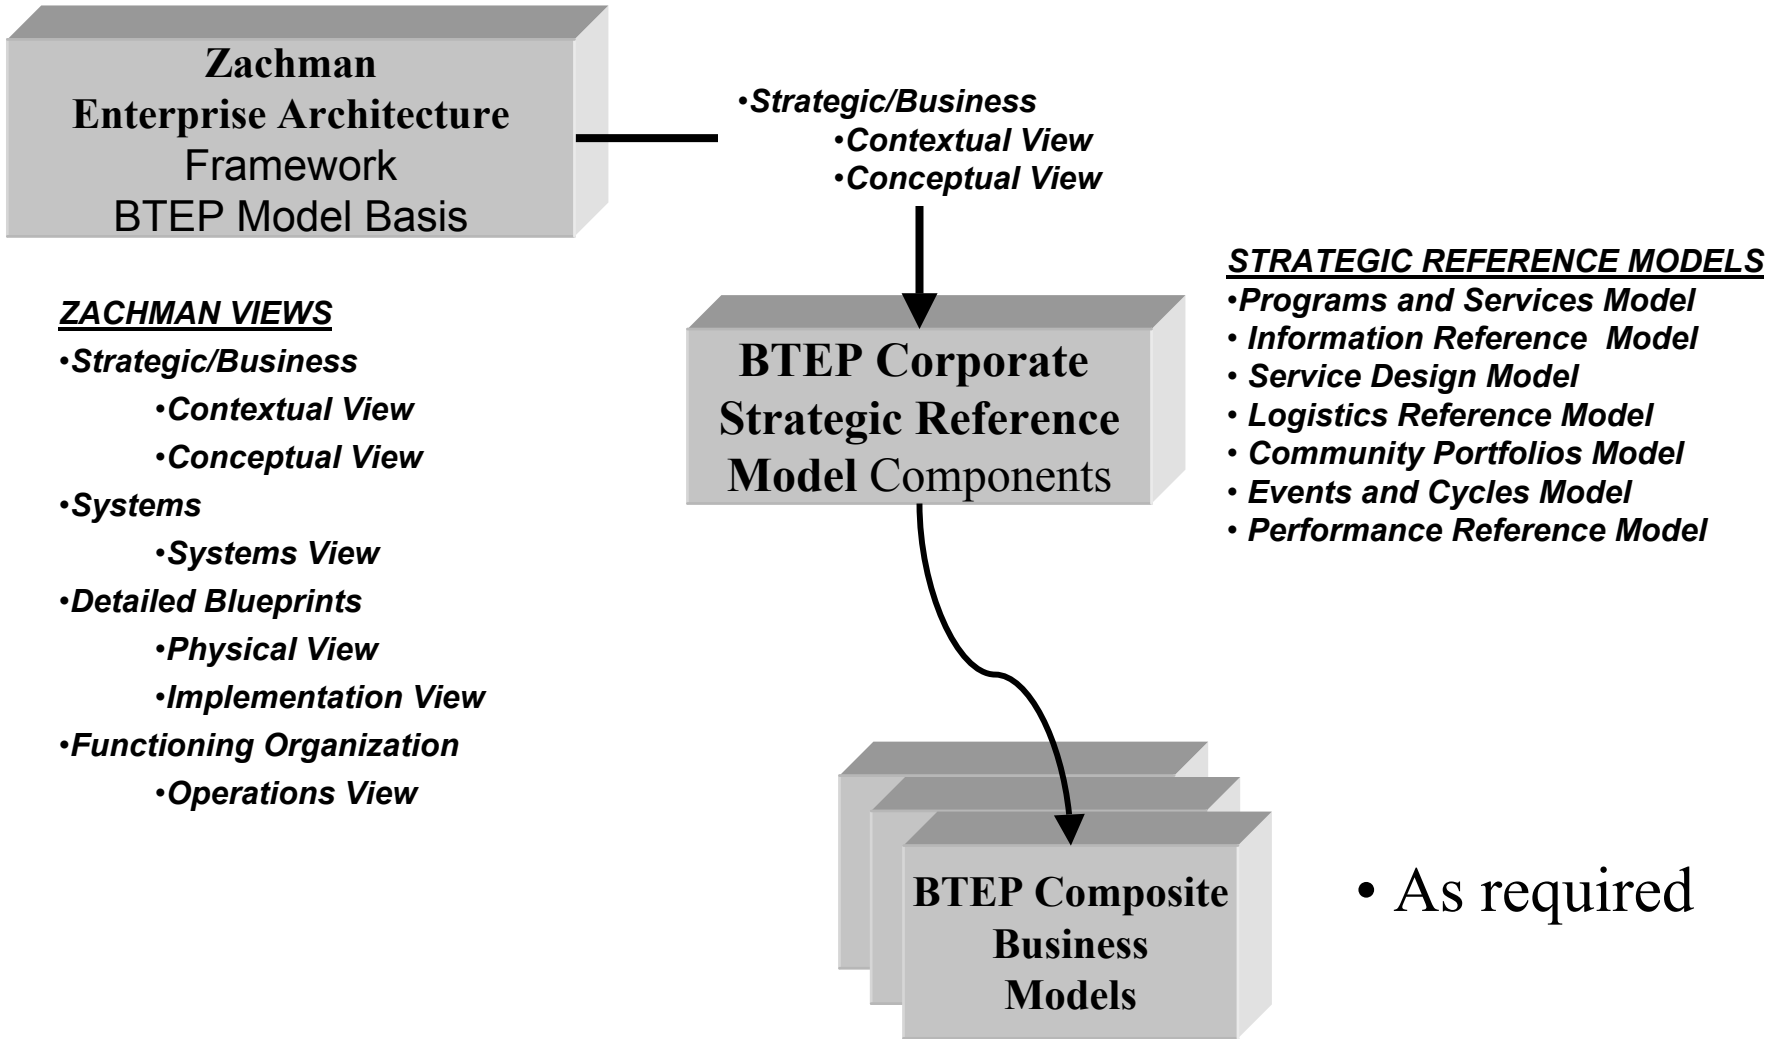 Zachman
Enterprise Architecture
Framework
BTEP Model Basis
•Strategic/Business
•Contextual View
•Conceptual View
ZACHMAN VIEWS
•Strategic/Business
•Contextual View
•Conceptual View
•Systems
•Systems View
•Detailed Blueprints
•Physical View
•Implementation View
•Functioning Organization
•Operations View
BTEP Corporate
Strategic Reference
Model Components
STRATEGIC REFERENCE MODELS
•Programs and Services Model
• Information Reference  Model
• Service Design Model
• Logistics Reference Model
• Community Portfolios Model
• Events and Cycles Model
• Performance Reference Model
BTEP Composite
Business
Models
• As required